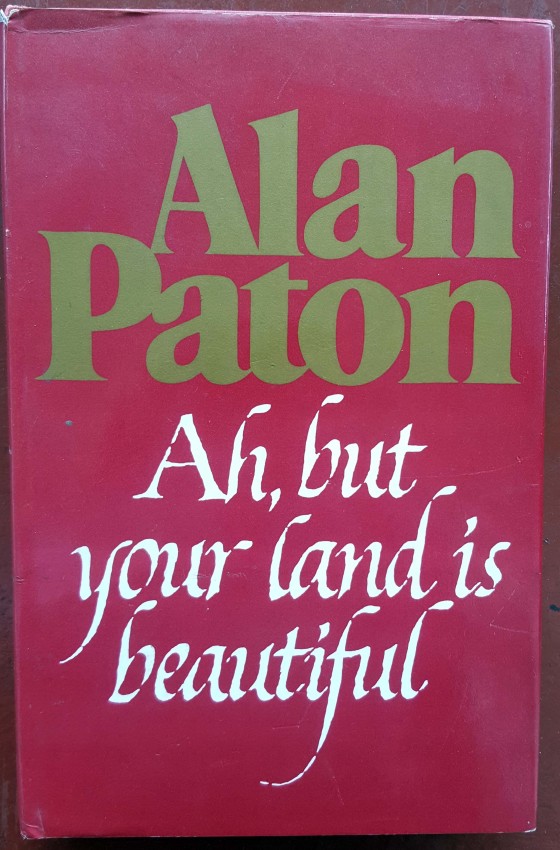 Alan
Paton
Ah, but
your land is
beautiful